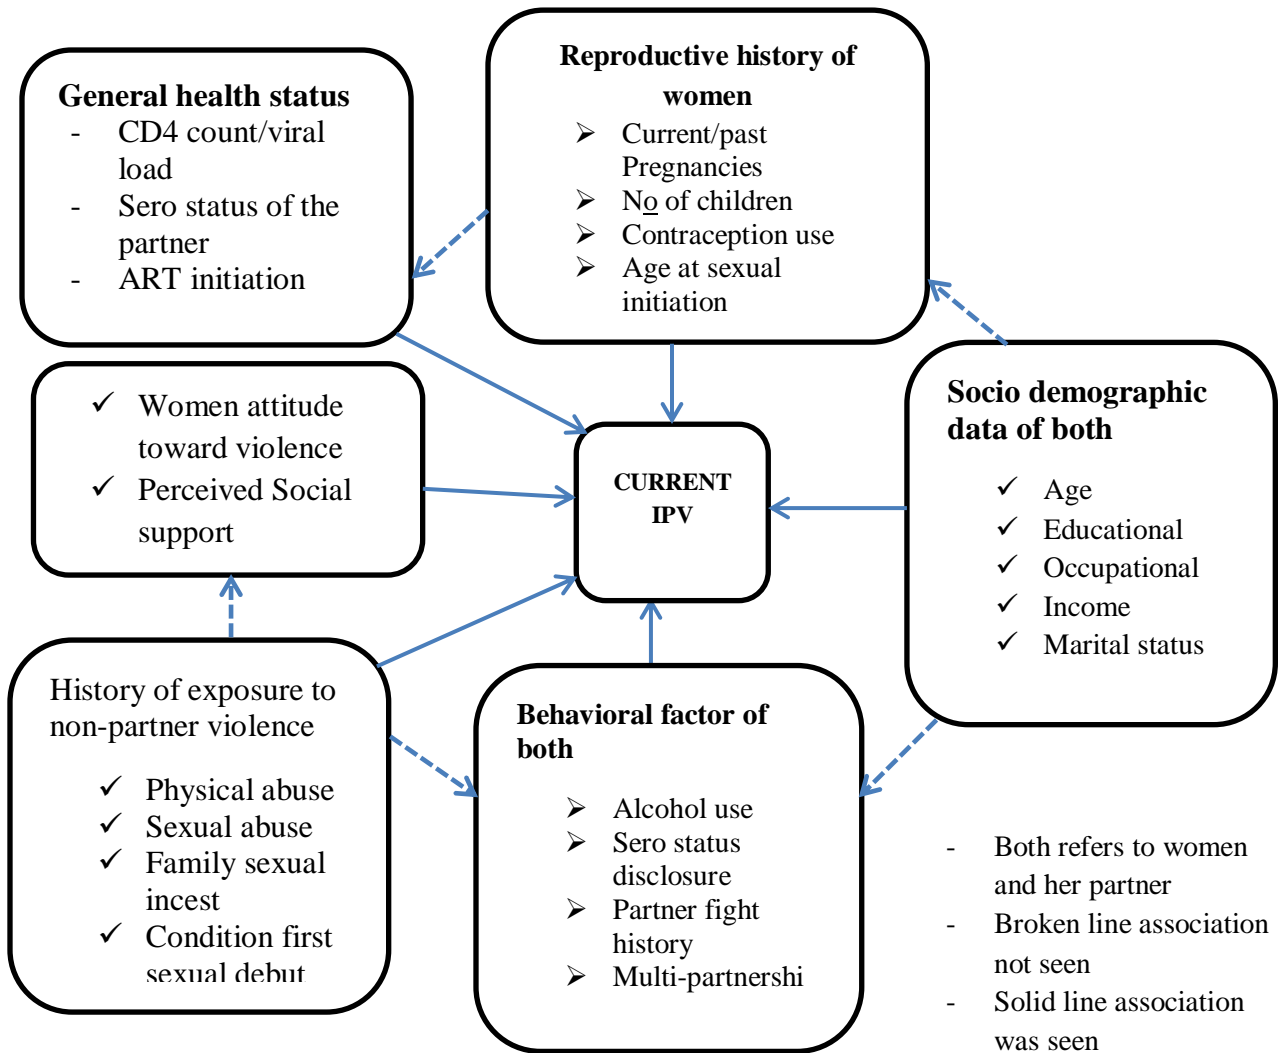 General health status
- CD4 count/viral
load
- Sero status of the
partner
- ART initiation
Reproductive history of
women
➢ Current/past
Pregnancies
➢ No of children
➢ Contraception use
➢ Age at sexual
initiation
✓ Women attitude
toward violence
✓ Perceived Social
support
CURRENT
IPV
Socio demographic
data of both
✓ Age
✓ Educational
✓ Occupational
✓ Income
✓ Marital status
History of exposure to
non-partner violence
✓ Physical abuse
✓ Sexual abuse
✓ Family sexual
incest
✓ Condition first
sexual debut
Behavioral factor of
both
➢ Alcohol use
➢ Sero status
disclosure
➢ Partner fight
history
➢ Multi-partnershi
- Both refers to women
and her partner
- Broken line association
not seen
- Solid line association
was seen